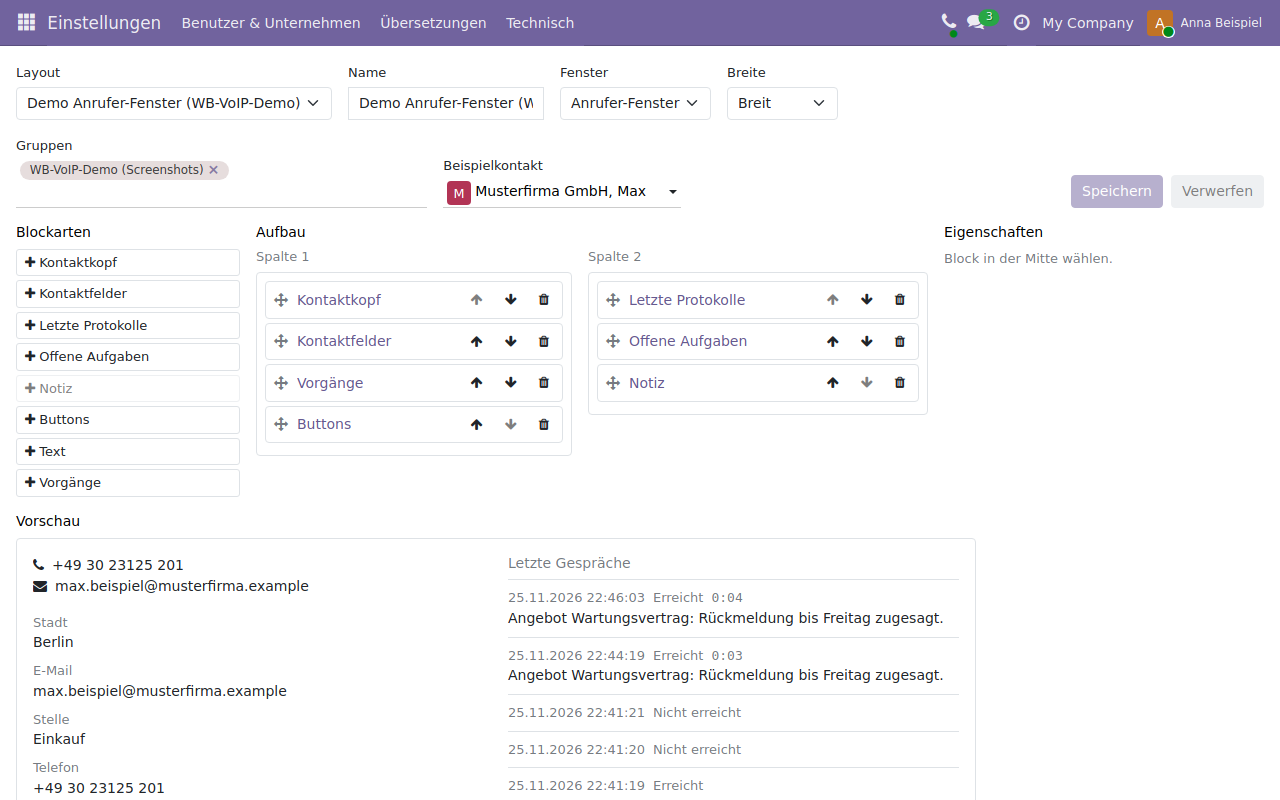 Einstellungen Benutzer & Unternehmen Übersetzungen Technisch 3 My Company A Anna Beispiel
Layout Name Fenster Breite
Demo Anrufer-Fenster (WB-VoIP-Demo) Demo Anrufer-Fenster (W Anrufer-Fenster Breit
Gruppen
WB-VoIP-Demo (Screenshots) ×
Beispielkontakt
M Musterfirma GmbH, Max
Speichern Verwerfen
Blockarten
Kontaktkopf
Kontaktfelder
Letzte Protokolle
Offene Aufgaben
Notiz
Buttons
Text
Vorgänge
Aufbau
Spalte 1
Kontaktkopf
Kontaktfelder
Vorgänge
Buttons
Spalte 2
Letzte Protokolle
Offene Aufgaben
Notiz
Eigenschaften
Block in der Mitte wählen.
Vorschau
+49 30 23125 201
max.beispiel@musterfirma.example
Stadt
Berlin
E-Mail
max.beispiel@musterfirma.example
Stelle
Einkauf
Telefon
+49 30 23125 201
Letzte Gespräche
25.11.2026 22:46:03 Erreicht 0:04
Angebot Wartungsvertrag: Rückmeldung bis Freitag zugesagt.
25.11.2026 22:44:19 Erreicht 0:03
Angebot Wartungsvertrag: Rückmeldung bis Freitag zugesagt.
25.11.2026 22:41:21 Nicht erreicht
25.11.2026 22:41:20 Nicht erreicht
25.11.2026 22:41:19 Erreicht